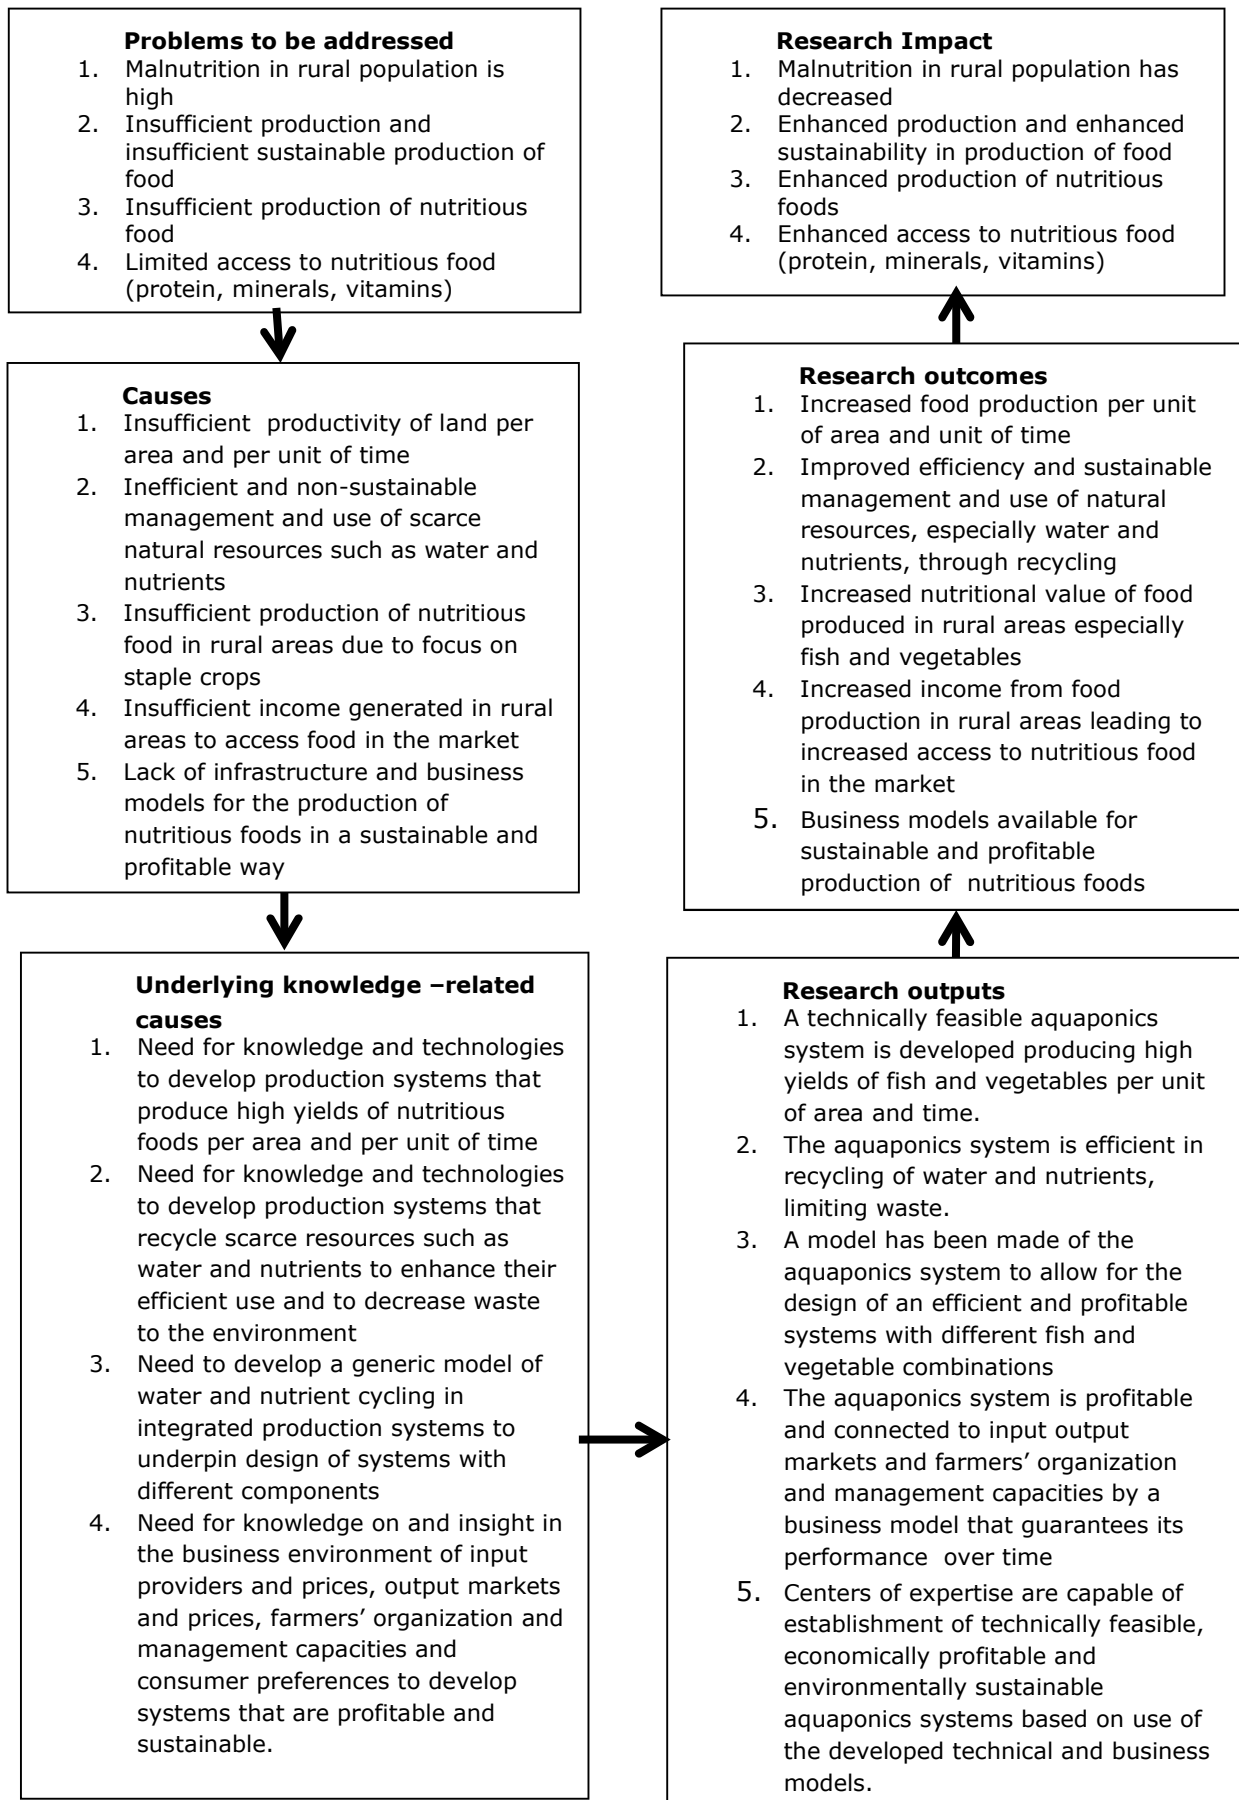 Problems to be addressed
1. Malnutrition in rural population is
high
2. Insufficient production and
insufficient sustainable production of
food
3. Insufficient production of nutritious
food
4. Limited access to nutritious food
(protein, minerals, vitamins)
Causes
1. Insufficient productivity of land per
area and per unit of time
2. Inefficient and non-sustainable
management and use of scarce
natural resources such as water and
nutrients
3. Insufficient production of nutritious
food in rural areas due to focus on
staple crops
4. Insufficient income generated in rural
areas to access food in the market
5. Lack of infrastructure and business
models for the production of
nutritious foods in a sustainable and
profitable way
Underlying knowledge –related
causes
1. Need for knowledge and technologies
to develop production systems that
produce high yields of nutritious
foods per area and per unit of time
2. Need for knowledge and technologies
to develop production systems that
recycle scarce resources such as
water and nutrients to enhance their
efficient use and to decrease waste
to the environment
3. Need to develop a generic model of
water and nutrient cycling in
integrated production systems to
underpin design of systems with
different components
4. Need for knowledge on and insight in
the business environment of input
providers and prices, output markets
and prices, farmers’ organization and
management capacities and
consumer preferences to develop
systems that are profitable and
sustainable.
Research outputs
1. A technically feasible aquaponics
system is developed producing high
yields of fish and vegetables per unit
of area and time.
2. The aquaponics system is efficient in
recycling of water and nutrients,
limiting waste.
3. A model has been made of the
aquaponics system to allow for the
design of an efficient and profitable
systems with different fish and
vegetable combinations
4. The aquaponics system is profitable
and connected to input output
markets and farmers’ organization
and management capacities by a
business model that guarantees its
performance over time
5. Centers of expertise are capable of
establishment of technically feasible,
economically profitable and
environmentally sustainable
aquaponics systems based on use of
the developed technical and business
models.
Research outcomes
1. Increased food production per unit
of area and unit of time
2. Improved efficiency and sustainable
management and use of natural
resources, especially water and
nutrients, through recycling
3. Increased nutritional value of food
produced in rural areas especially
fish and vegetables
4. Increased income from food
production in rural areas leading to
increased access to nutritious food
in the market
5. Business models available for
sustainable and profitable
production of nutritious foods
Research Impact
1. Malnutrition in rural population has
decreased
2. Enhanced production and enhanced
sustainability in production of food
3. Enhanced production of nutritious
foods
4. Enhanced access to nutritious food
(protein, minerals, vitamins)